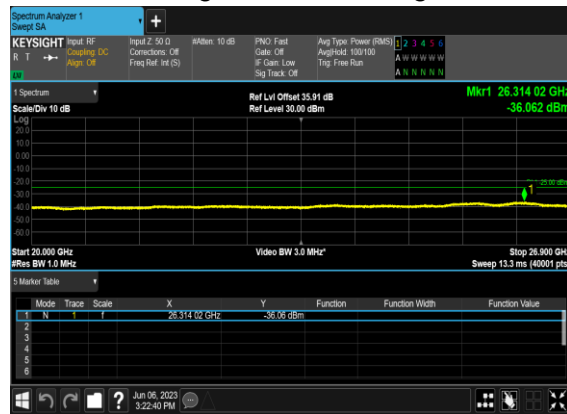 Spectrum Analyzer 1
Swept SA
+
KEYSIGHT Input: RF
R T Coupling: DC
Align: Off
Input Z: 50 Ω
Corrections: Off
Freq Ref: Int (S)
#Atten: 10 dB
PNO: Fast
Gate: Off
IF Gain: Low
Sig Track: Off
Avg Type: Power (RMS)
Avg|Hold: 100/100
Trig: Free Run
1 2 3 4 5 6
A W W W W W
A N N N N N
LXI
1 Spectrum
Scale/Div 10 dB
Ref Lvl Offset 35.91 dB
Ref Level 30.00 dBm
Mkr1 26.314 02 GHz
-36.062 dBm
Log
20.0
10.0
0.00
-10.0
-20.0
-30.0
-40.0
-50.0
-60.0
-25.00 dBm
1
Start 20.000 GHz
#Res BW 1.0 MHz
Video BW 3.0 MHz*
Stop 26.900 GHz
Sweep 13.3 ms (40001 pts)
5 Marker Table
Mode Trace Scale X Y Function Function Width Function Value
1 N 1 f 26.314 02 GHz -36.06 dBm
2
3
4
5
6
?
Jun 06, 2023
3:22:40 PM